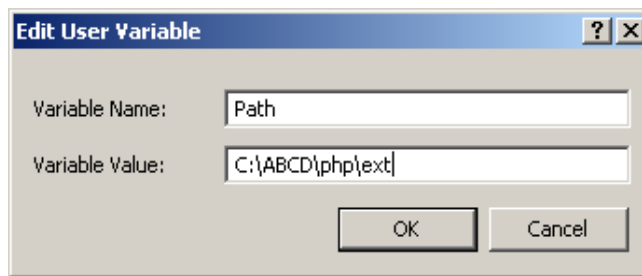 Edit User Variable
Variable Name: Path
Variable Value: C:\ABCD\php\ext
OK Cancel